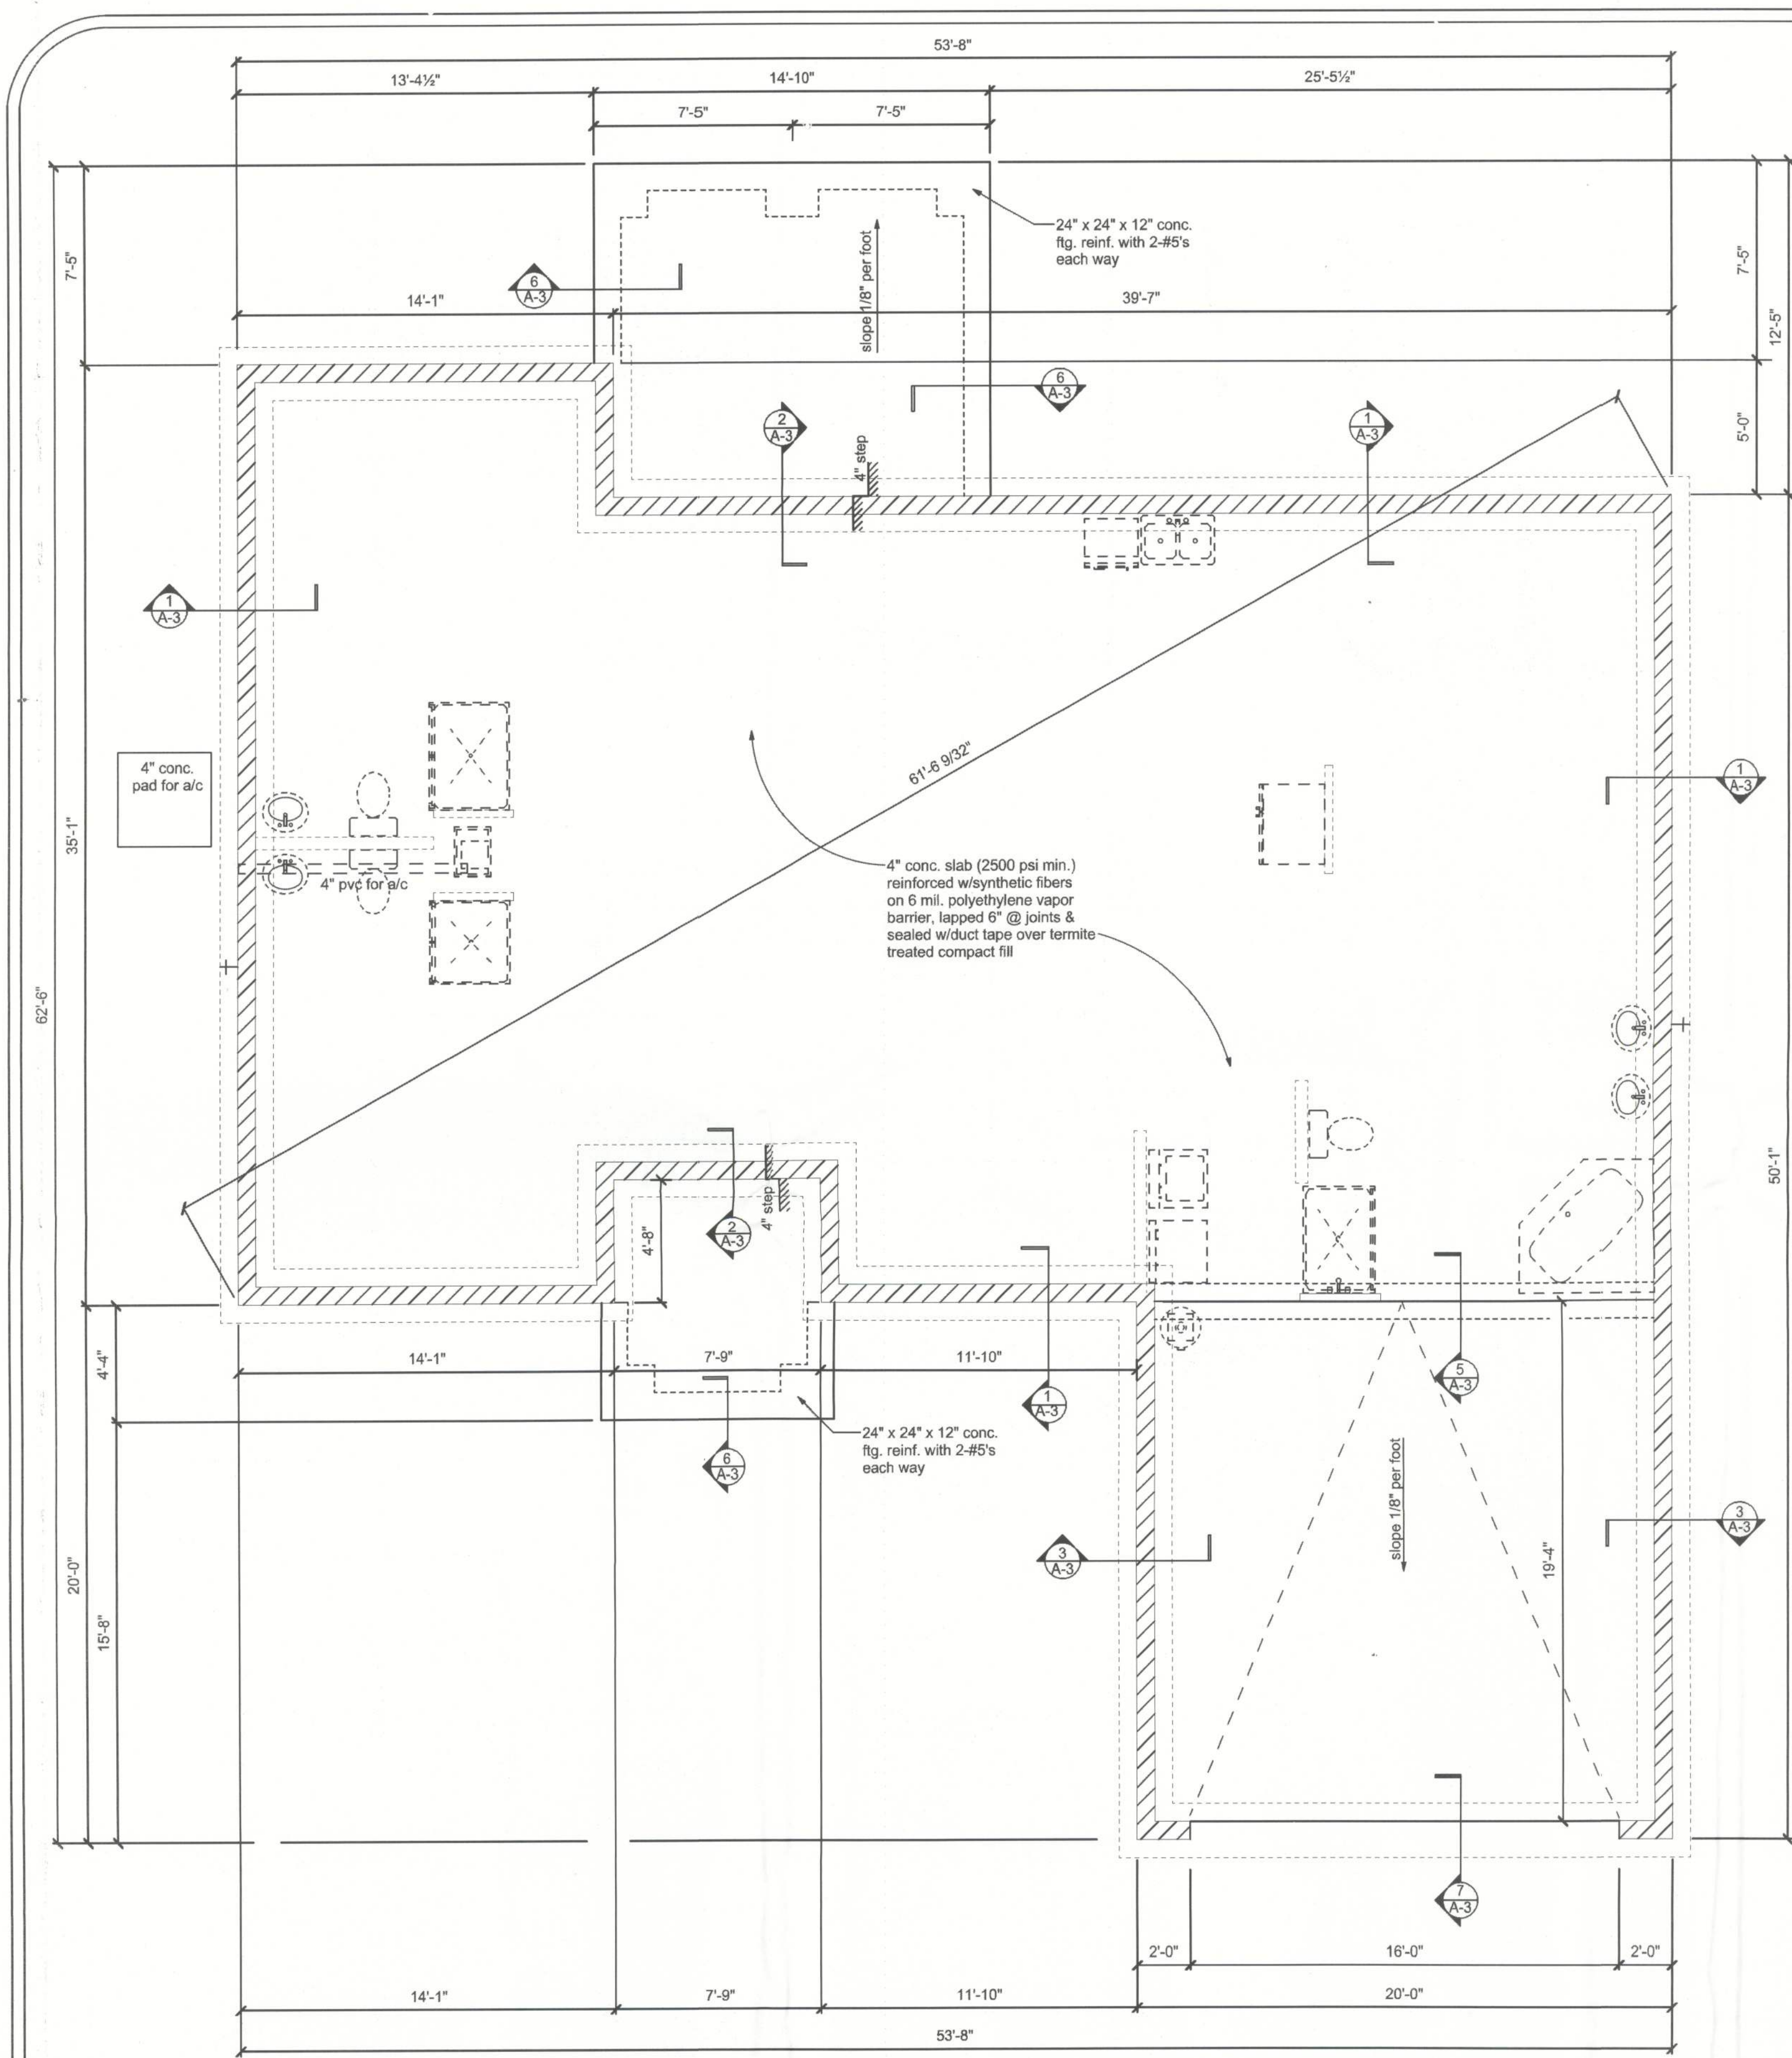 53'-8"
13'-4½"
14'-10"
25'-5½"
7'-5"
7'-5"
24" x 24" x 12" conc.
ftg. reinf. with 2-#5's
each way
slope 1/8" per foot
7'-5"
7'-5"
12'-5"
6
A-3
14'-1"
39'-7"
6
A-3
2
A-3
1
A-3
4" step
5'-0"
1
A-3
61'-6 9/32"
4" conc.
pad for a/c
1
A-3
35'-1"
4" pvc for a/c
4" conc. slab (2500 psi min.)
reinforced w/synthetic fibers
on 6 mil. polyethylene vapor
barrier, lapped 6" @ joints &
sealed w/duct tape over termite
treated compact fill
62'-6"
50'-1"
4'-8"
2
A-3
4" step
4'-4"
14'-1"
7'-9"
11'-10"
1
A-3
5
A-3
24" x 24" x 12" conc.
ftg. reinf. with 2-#5's
each way
6
A-3
slope 1/8" per foot
3
A-3
3
A-3
19'-4"
20'-0"
15'-8"
7
A-3
2'-0"
16'-0"
2'-0"
14'-1"
7'-9"
11'-10"
20'-0"
53'-8"